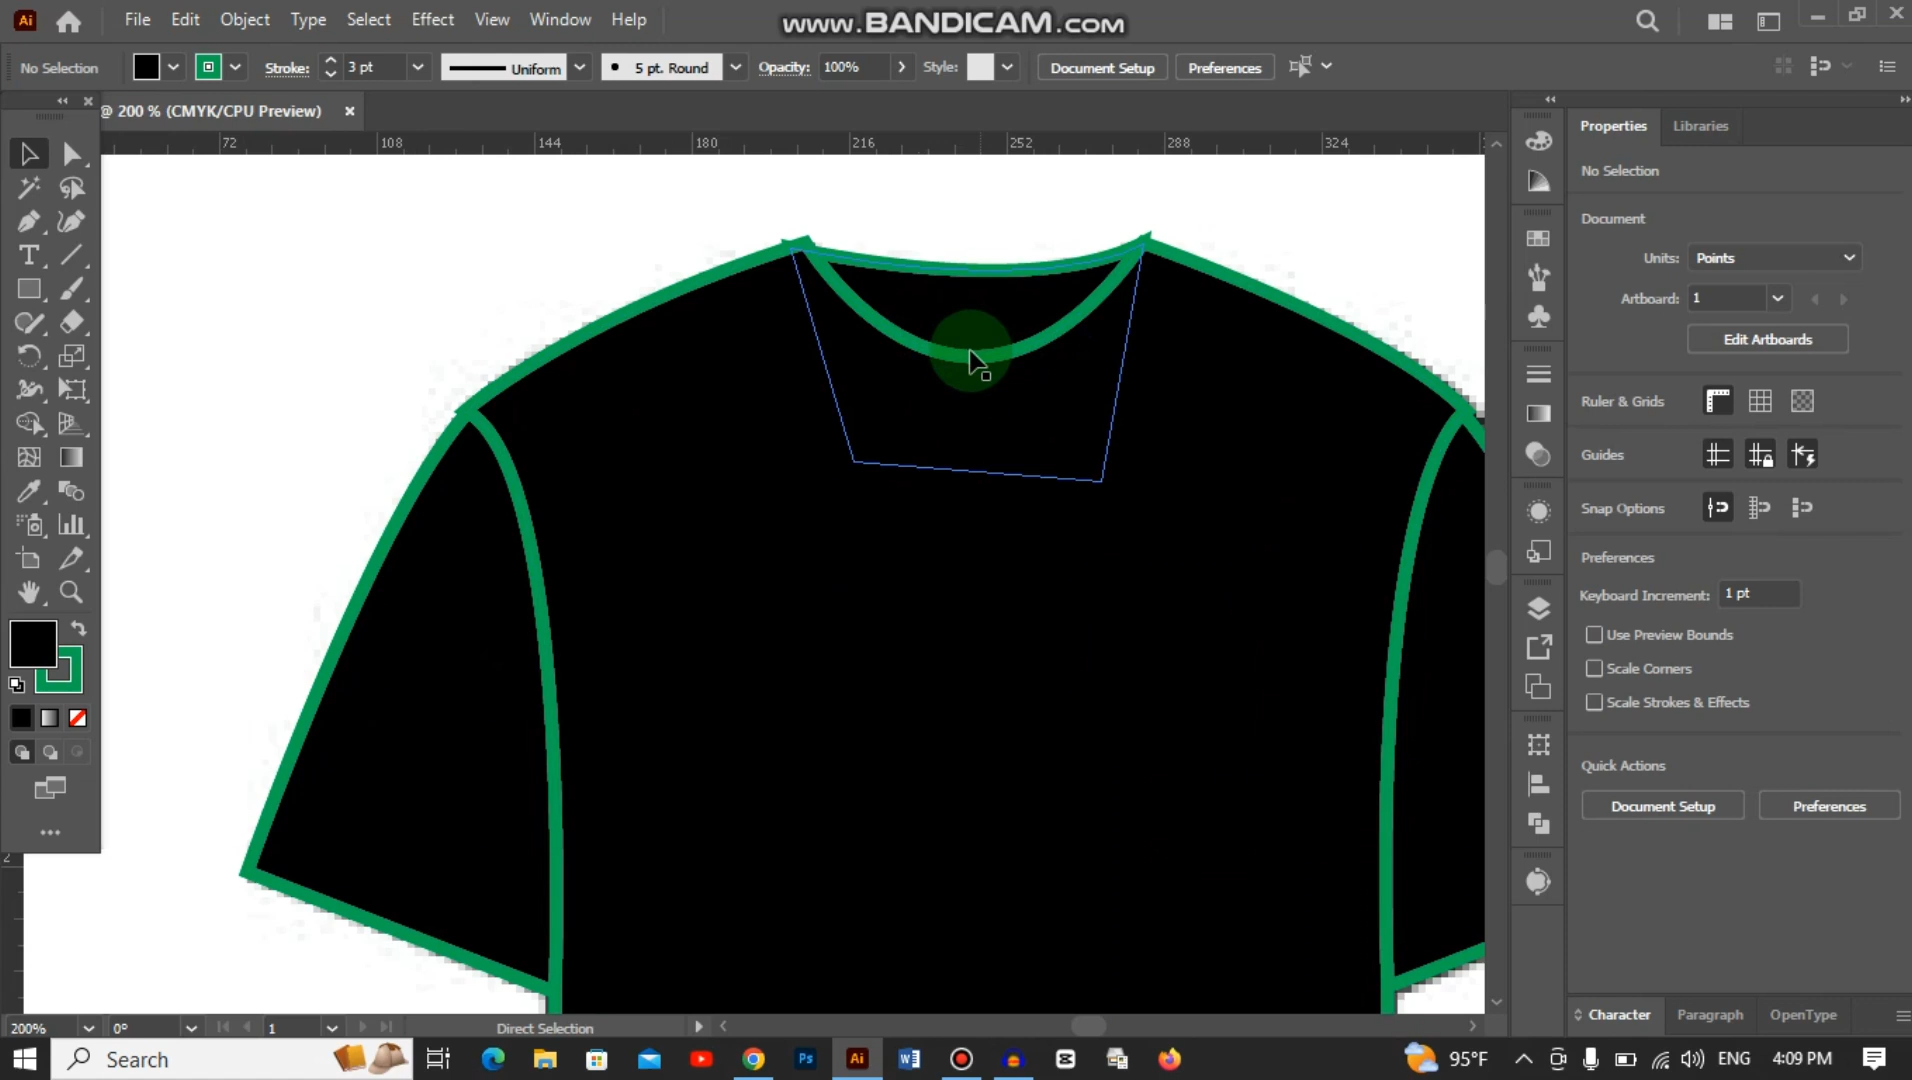 Ai File Edit Object Type Select Effect View Window Help www.BANDICAM.com
No Selection Stroke: 3 pt Uniform 5 pt. Round Opacity: 100% Style: Document Setup Preferences
@ 200 % (CMYK/CPU Preview)
72 108 144 180 216 252 288 324
Properties Libraries
No Selection
Document
Units: Points
Artboard: 1
Edit Artboards
Ruler & Grids
Guides
Snap Options
Preferences
Keyboard Increment: 1 pt
Use Preview Bounds
Scale Corners
Scale Strokes & Effects
Quick Actions
Document Setup Preferences
2
Character Paragraph OpenType
200% 0° 1 Direct Selection
Search Ps Ai W 95°F ENG 4:09 PM